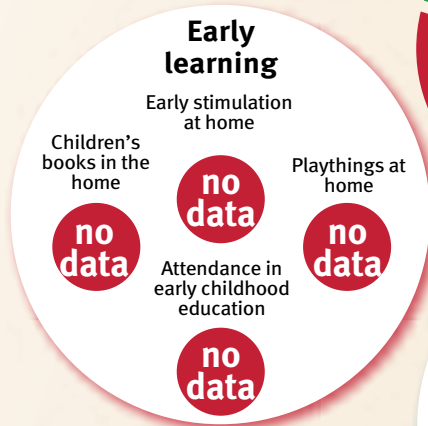 Early
learning
Early stimulation
at home
no
data
Children’s
books in the
home
no
data
Playthings at
home
no
data
Attendance in
early childhood
education
no
data